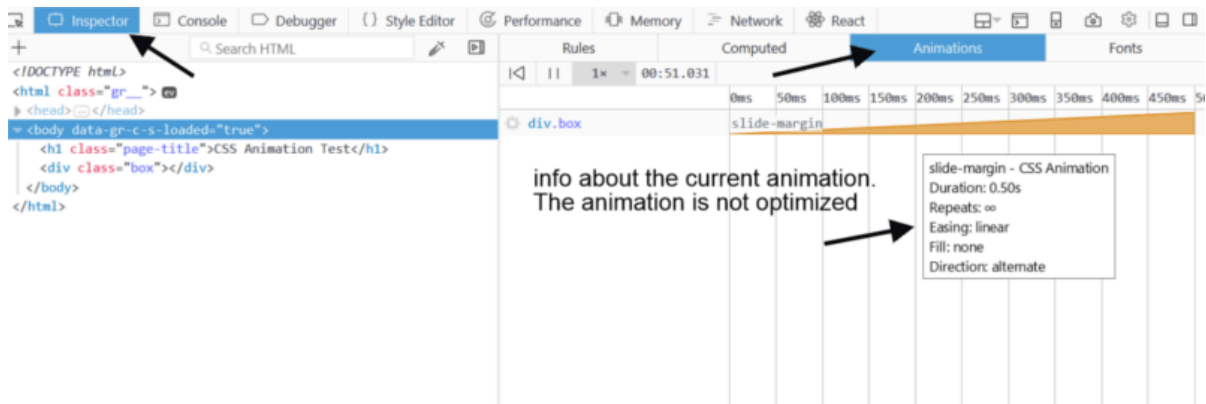 Inspector Console Debugger Style Editor Performance Memory Network React
Search HTML
Rules Computed Animations Fonts
1× 00:51.031
0ms 50ms 100ms 150ms 200ms 250ms 300ms 350ms 400ms 450ms
<!DOCTYPE html>
<html class="gr__"> ev
<head></head>
<body data-gr-c-s-loaded="true">
<h1 class="page-title">CSS Animation Test</h1>
<div class="box"></div>
</body>
</html>
div.box slide-margin
info about the current animation.
The animation is not optimized
slide-margin - CSS Animation
Duration: 0.50s
Repeats: ∞
Easing: linear
Fill: none
Direction: alternate